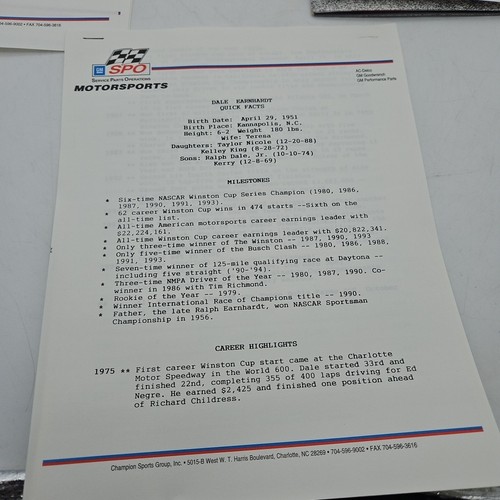 704-596-9002 • FAX 704-596-3616
GM SPO
SERVICE PARTS OPERATIONS
MOTORSPORTS
AC-Delco
GM Goodwrench
GM Performance Parts
DALE EARNHARDT
QUICK FACTS
Birth Date: April 29, 1951
Birth Place: Kannapolis, N.C.
Height: 6-2 Weight 180 lbs.
Wife: Teresa
Daughters: Taylor Nicole (12-20-88)
Kelley King (8-28-72)
Sons: Ralph Dale, Jr. (10-10-74)
Kerry (12-8-69)
MILESTONES
* Six-time NASCAR Winston Cup Series Champion (1980, 1986,
1987, 1990, 1991, 1993).
* 62 career Winston Cup wins in 474 starts --Sixth on the
all-time list.
* All-time American motorsports career earnings leader with
$22,224,161.
* All-time Winston Cup career earnings leader with $20,822,341.
* Only three-time winner of The Winston -- 1987, 1990, 1993
* Only five-time winner of the Busch Clash -- 1980, 1986, 1988,
1991, 1993.
* Seven-time winner of 125-mile qualifying race at Daytona --
including five straight ('90-'94).
* Three-time NMPA Driver of the Year -- 1980, 1987, 1990. Co-
winner in 1986 with Tim Richmond.
* Rookie of the Year -- 1979.
* Winner International Race of Champions title -- 1990.
* Father, the late Ralph Earnhardt, won NASCAR Sportsman
Championship in 1956.
CAREER HIGHLIGHTS
1975 ** First career Winston Cup start came at the Charlotte
Motor Speedway in the World 600. Dale started 33rd and
finished 22nd, completing 355 of 400 laps driving for Ed
Negre. He earned $2,425 and finished one position ahead
of Richard Childress.
Champion Sports Group, Inc. • 5015-B West W. T. Harris Boulevard, Charlotte, NC 28269 • 704-596-9002 • FAX 704-596-3616